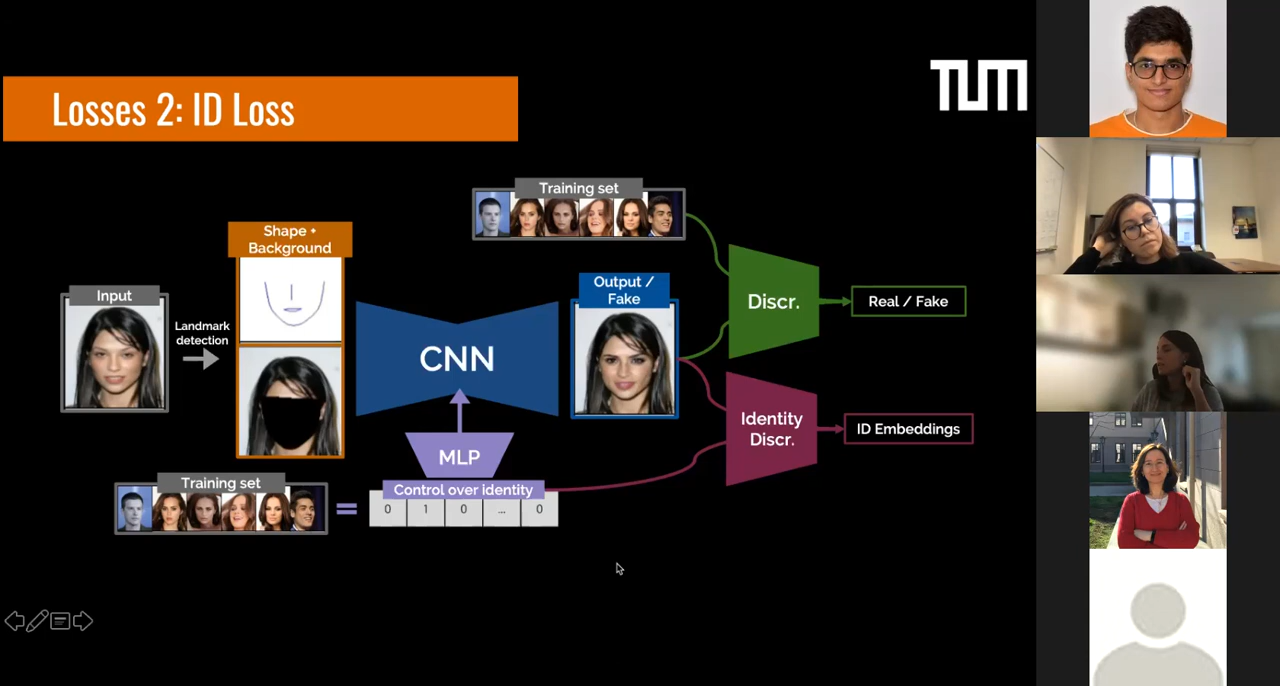 Losses 2: ID Loss
TUM
Training set
Shape +
Background
Output /
Fake
Input
Landmark
detection
CNN
Discr.
Real / Fake
Identity
Discr.
ID Embeddings
MLP
Training set
=
Control over identity
0 1 0 ... 0